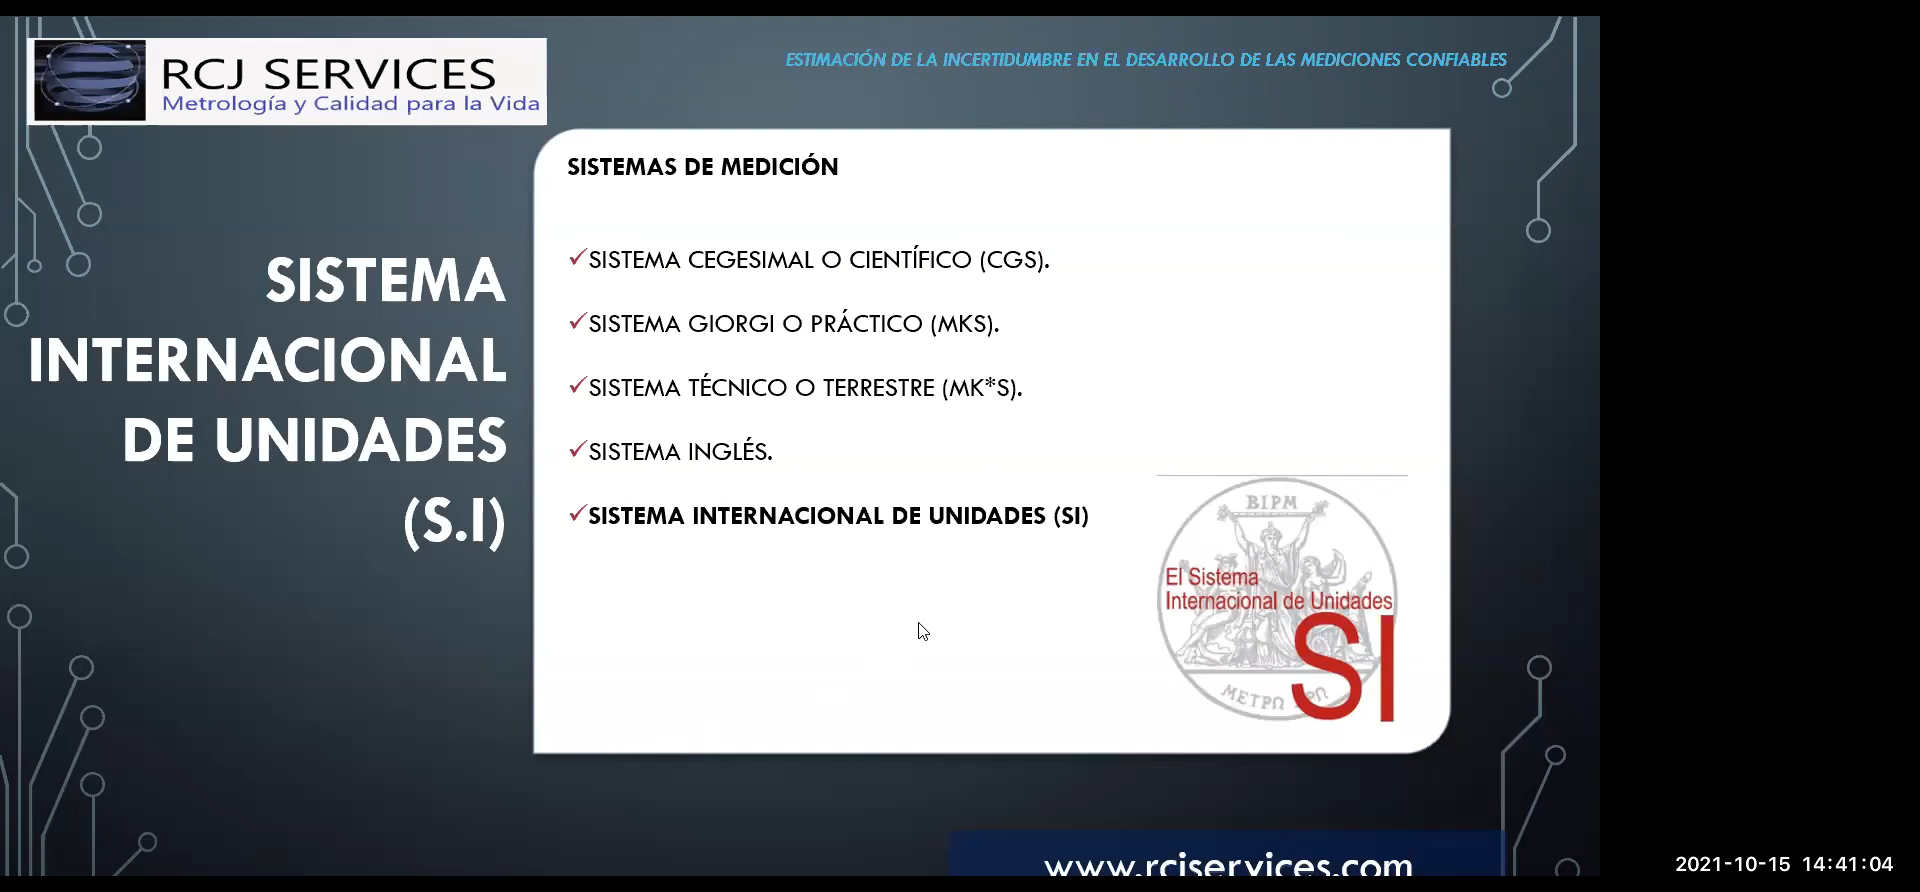 RCJ SERVICES
Metrología y Calidad para la Vida
ESTIMACIÓN DE LA INCERTIDUMBRE EN EL DESARROLLO DE LAS MEDICIONES CONFIABLES
SISTEMA
INTERNACIONAL
DE UNIDADES
(S.I)
SISTEMAS DE MEDICIÓN
✓SISTEMA CEGESIMAL O CIENTÍFICO (CGS).
✓SISTEMA GIORGI O PRÁCTICO (MKS).
✓SISTEMA TÉCNICO O TERRESTRE (MK*S).
✓SISTEMA INGLÉS.
✓SISTEMA INTERNACIONAL DE UNIDADES (SI)
BIPM
El Sistema
Internacional de Unidades
SI
www.rcjservices.com
2021-10-15 14:41:04